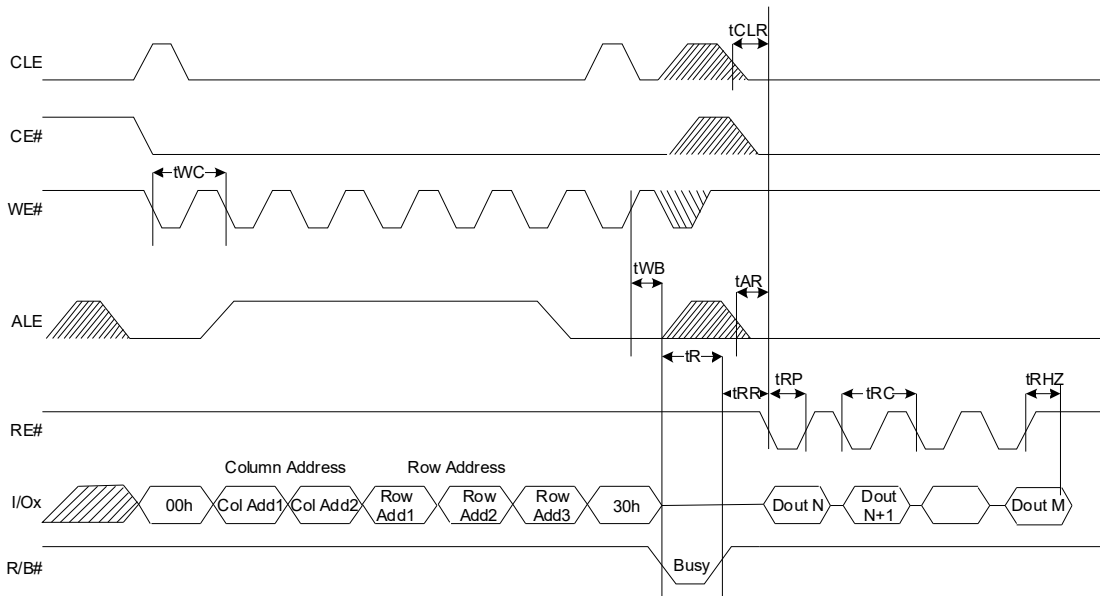 tCLR
CLE
CE#
tWC
WE#
tWB
tAR
ALE
tR
tRR
tRP
tRC
tRHZ
RE#
Column Address
Row Address
I/Ox
00h
Col Add1
Col Add2
Row
Add1
Row
Add2
Row
Add3
30h
Dout N
Dout
N+1
Dout M
R/B#
Busy